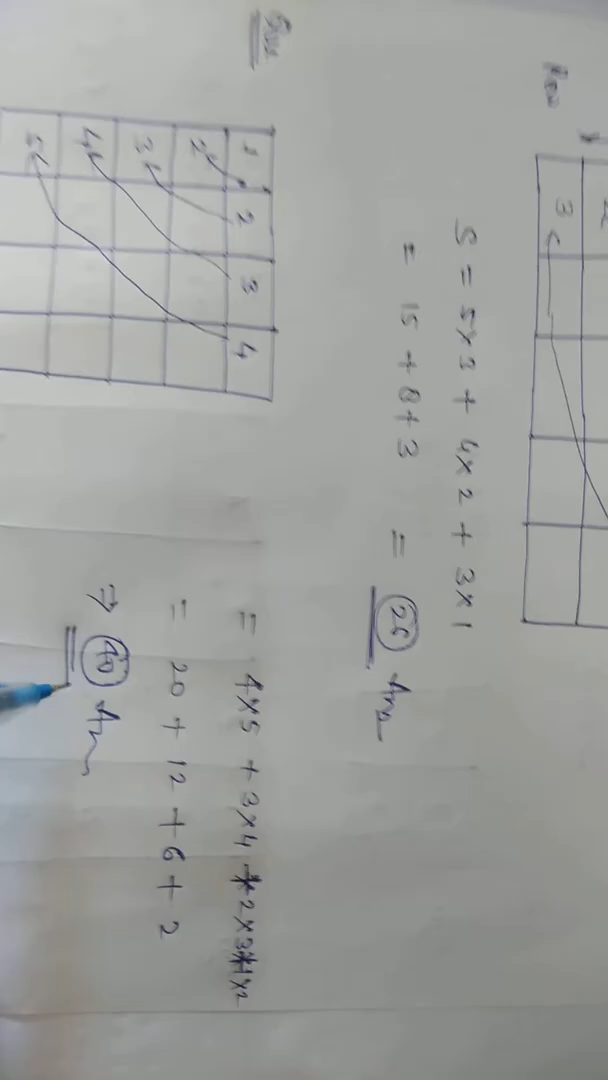 3
S = 5×3 + 4×2 + 3×1
= 15 + 8 + 3 = 26 Ans
1 2 3 4
2
3
4
5
= 4×5 + 3×4 + 2×3 + 1×2
= 20 + 12 + 6 + 2
→ 40 Ans